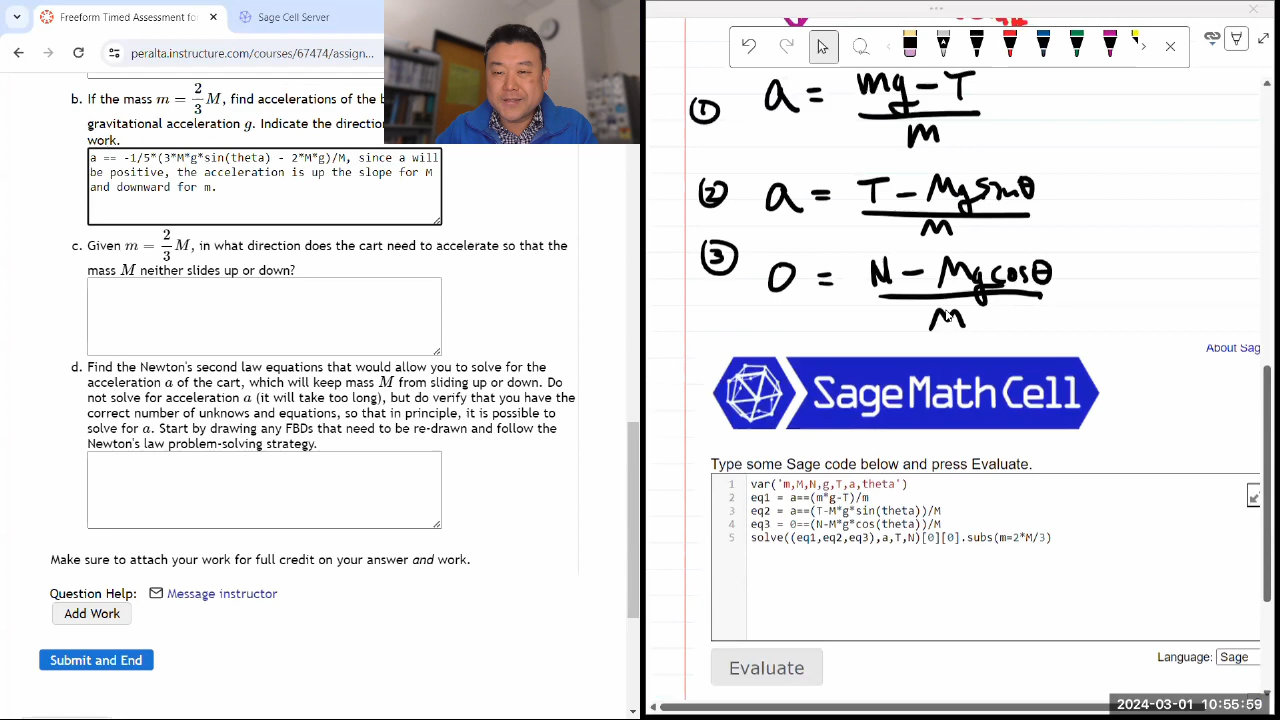 Freeform Timed Assessment for
Sage Cell Server
peralta.instructure.com/courses/
b. If the mass m = 2/3 M, find accelerations of the b
gravitational acceleration g,
work.
a == -1/5*(3*M*g*sin(theta) - 2*M*g)/M, since a will
be positive, the acceleration is up the slope for M
and downward for m.
c. Given m = 2/3 M, in what direction does the cart need to accelerate so that the
mass M neither slides up or down?
d. Find the Newton's second law equations that would allow you to solve for the
acceleration a of the cart, which will keep mass M from sliding up or down. Do
not solve for acceleration a (it will take too long), but do verify that you have the
correct number of unknowns and equations, so that in principle, it is possible to
solve for a. Start by drawing any FBDs that need to be re-drawn and follow the
Newton's law problem-solving strategy.
Make sure to attach your work for full credit on your answer and work.
Question Help: Message instructor
Add Work
Submit and End
① a = mg - T / m
② a = T - Mg sinθ / M
③ 0 = N - Mg cosθ / M
About Sag
SageMathCell
Type some Sage code below and press Evaluate.
1 var('m,M,N,g,T,a,theta')
2 eq1 = a==(m*g-T)/m
3 eq2 = a==(T-M*g*sin(theta))/M
4 eq3 = 0==(N-M*g*cos(theta))/M
5 solve((eq1,eq2,eq3),a,T,N)[0][0].subs(m=2*M/3)
Evaluate
Language: Sage
2024-03-01 10:55:59